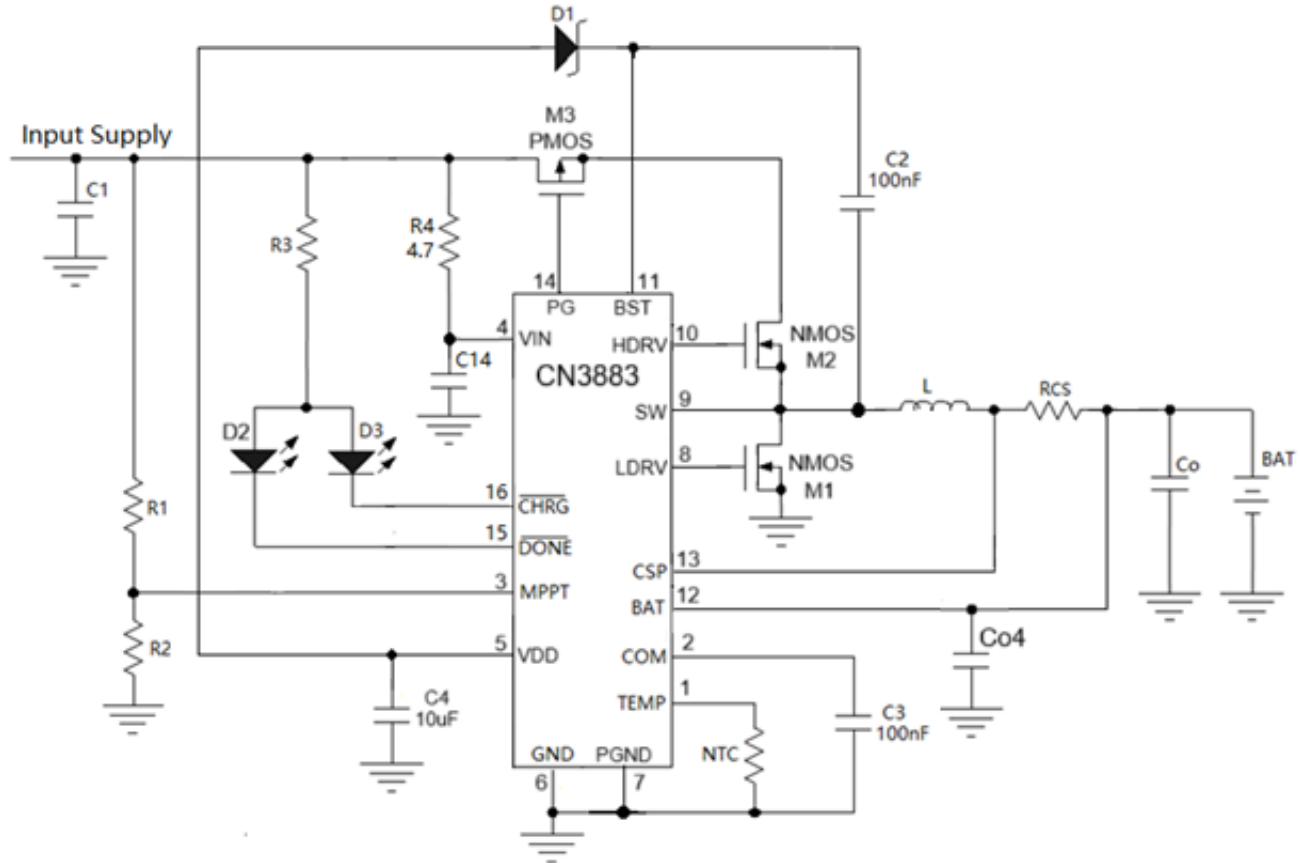 D1
M3
PMOS
Input Supply
C1
C2
100nF
R3
R4
4.7
14
11
PG
BST
4
VIN
C14
HDRV
10
NMOS
M2
CN3883
SW
9
L
RCS
D2
D3
LDRV
8
NMOS
M1
Co
BAT
R1
16
CHRG
15
DONE
CSP
13
3
MPPT
BAT
12
R2
5
VDD
COM
2
Co4
TEMP
1
C4
10uF
C3
100nF
GND
PGND
NTC
6
7